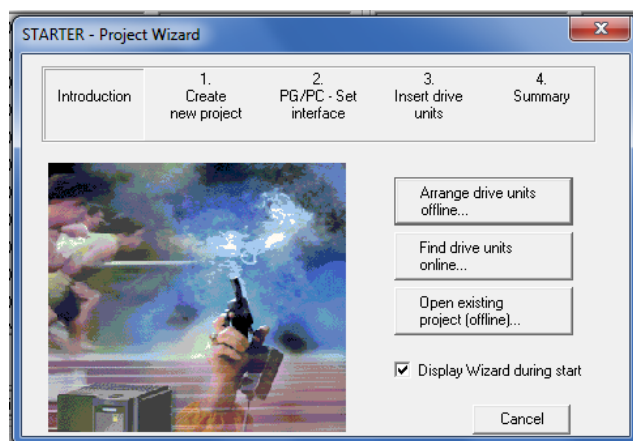 STARTER - Project Wizard
Introduction
1.
Create
new project
2.
PG/PC - Set
interface
3.
Insert drive
units
4.
Summary
Arrange drive units
offline...
Find drive units
online...
Open existing
project (offline)...
Display Wizard during start
Cancel